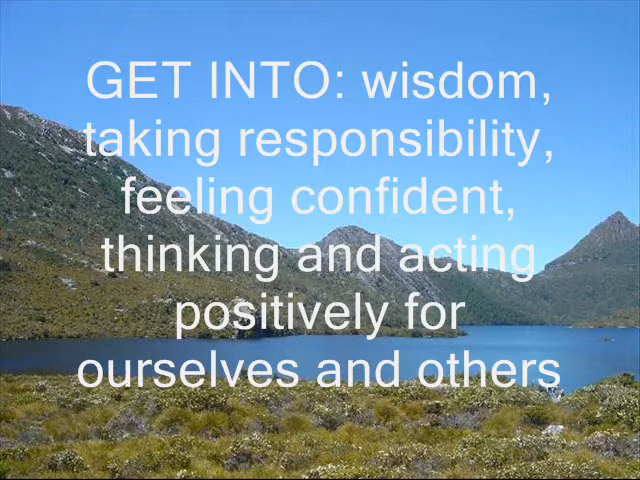 GET INTO: wisdom,
taking responsibility,
feeling confident,
thinking and acting
positively for
ourselves and others